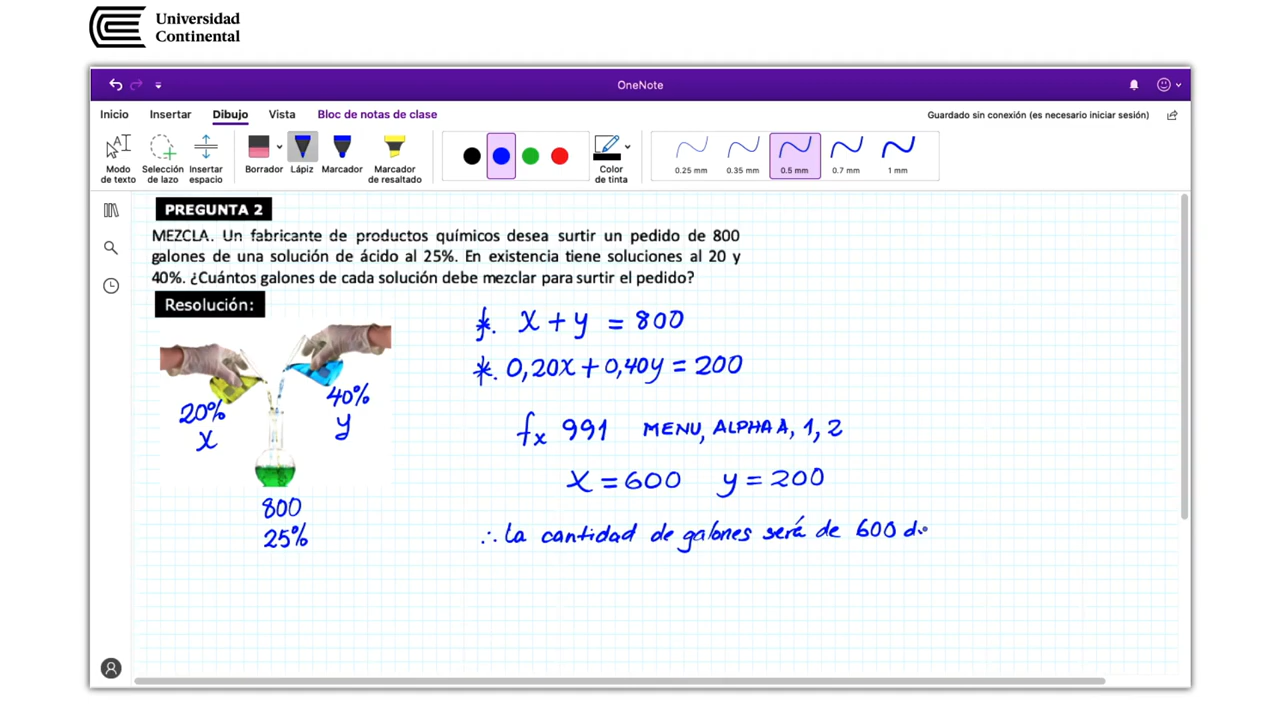 Universidad
Continental
OneNote
Inicio Insertar Dibujo Vista Bloc de notas de clase
Guardado sin conexión (es necesario iniciar sesión)
Modo de texto
Selección de lazo
Insertar espacio
Borrador
Lápiz
Marcador
Marcador de resaltado
Color de tinta
0.25 mm
0.35 mm
0.5 mm
0.7 mm
1 mm
PREGUNTA 2
MEZCLA. Un fabricante de productos químicos desea surtir un pedido de 800
galones de una solución de ácido al 25%. En existencia tiene soluciones al 20 y
40%. ¿Cuántos galones de cada solución debe mezclar para surtir el pedido?
Resolución:
20%
x
40%
y
800
25%
*. x + y = 800
*. 0,20x + 0,40y = 200
fx 991 MENU, ALPHA A, 1, 2
x = 600 y = 200
∴ La cantidad de galones será de 600